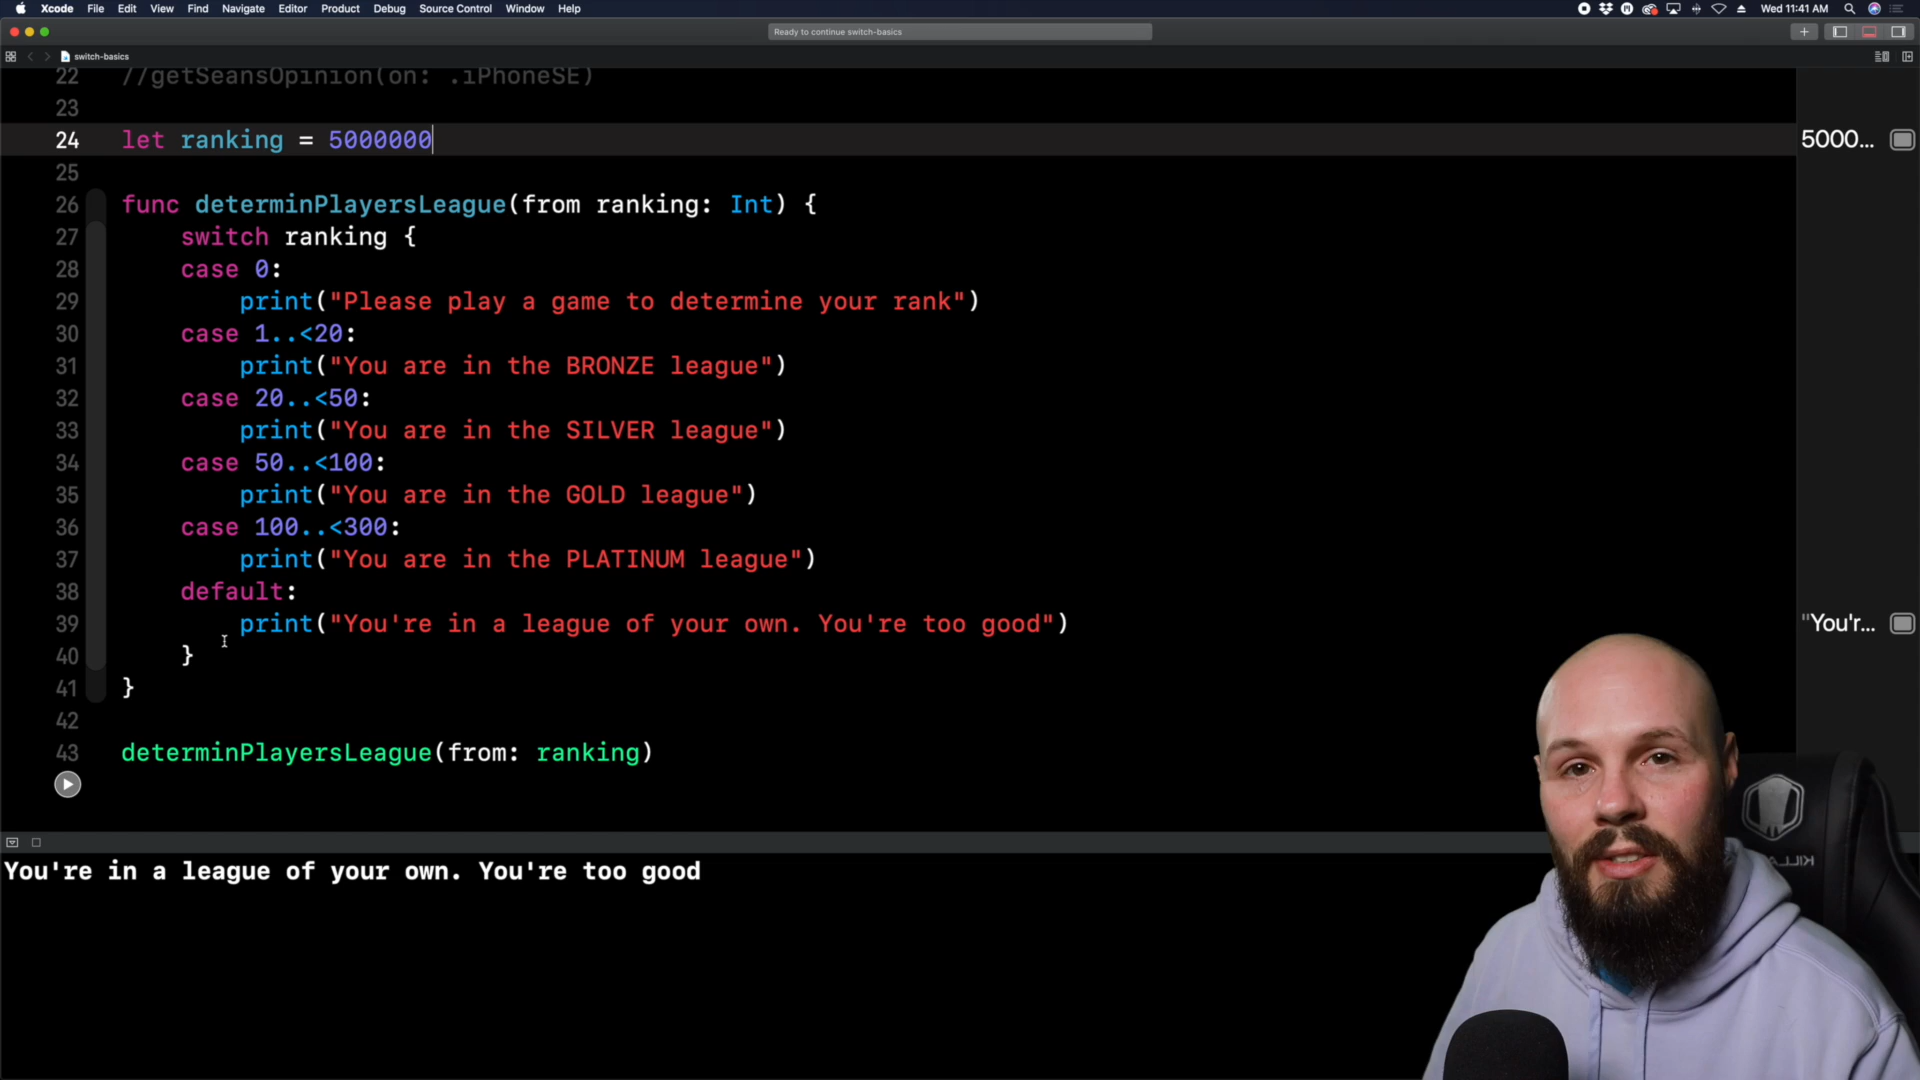 Xcode File Edit View Find Navigate Editor Product Debug Source Control Window Help
Wed 11:41 AM
Ready to continue switch-basics
switch-basics
22 //getSeansOpinion(on: .iPhoneSE)
23
24 let ranking = 5000000
5000...
25
26 func determinPlayersLeague(from ranking: Int) {
27 switch ranking {
28 case 0:
29 print("Please play a game to determine your rank")
30 case 1..<20:
31 print("You are in the BRONZE league")
32 case 20..<50:
33 print("You are in the SILVER league")
34 case 50..<100:
35 print("You are in the GOLD league")
36 case 100..<300:
37 print("You are in the PLATINUM league")
38 default:
39 print("You're in a league of your own. You're too good")
"You'r...
40 }
41 }
42
43 determinPlayersLeague(from: ranking)
You're in a league of your own. You're too good